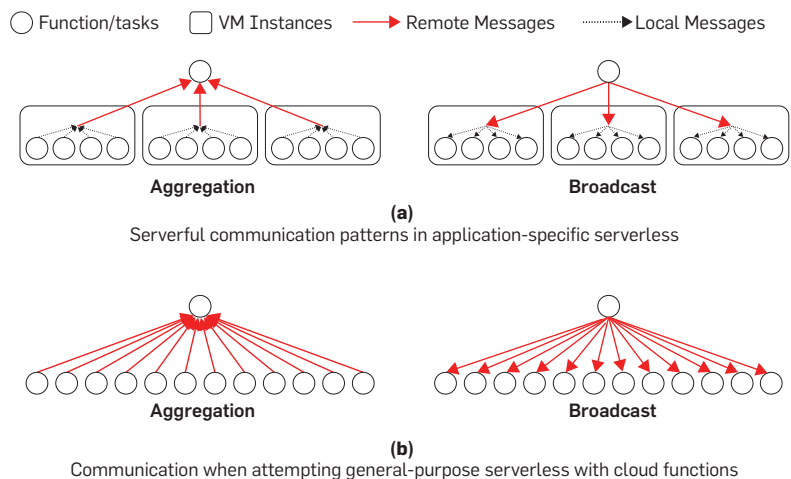 Function/tasks VM Instances Remote Messages Local Messages
Aggregation Broadcast
(a)
Serverful communication patterns in application-specific serverless
Aggregation Broadcast
(b)
Communication when attempting general-purpose serverless with cloud functions